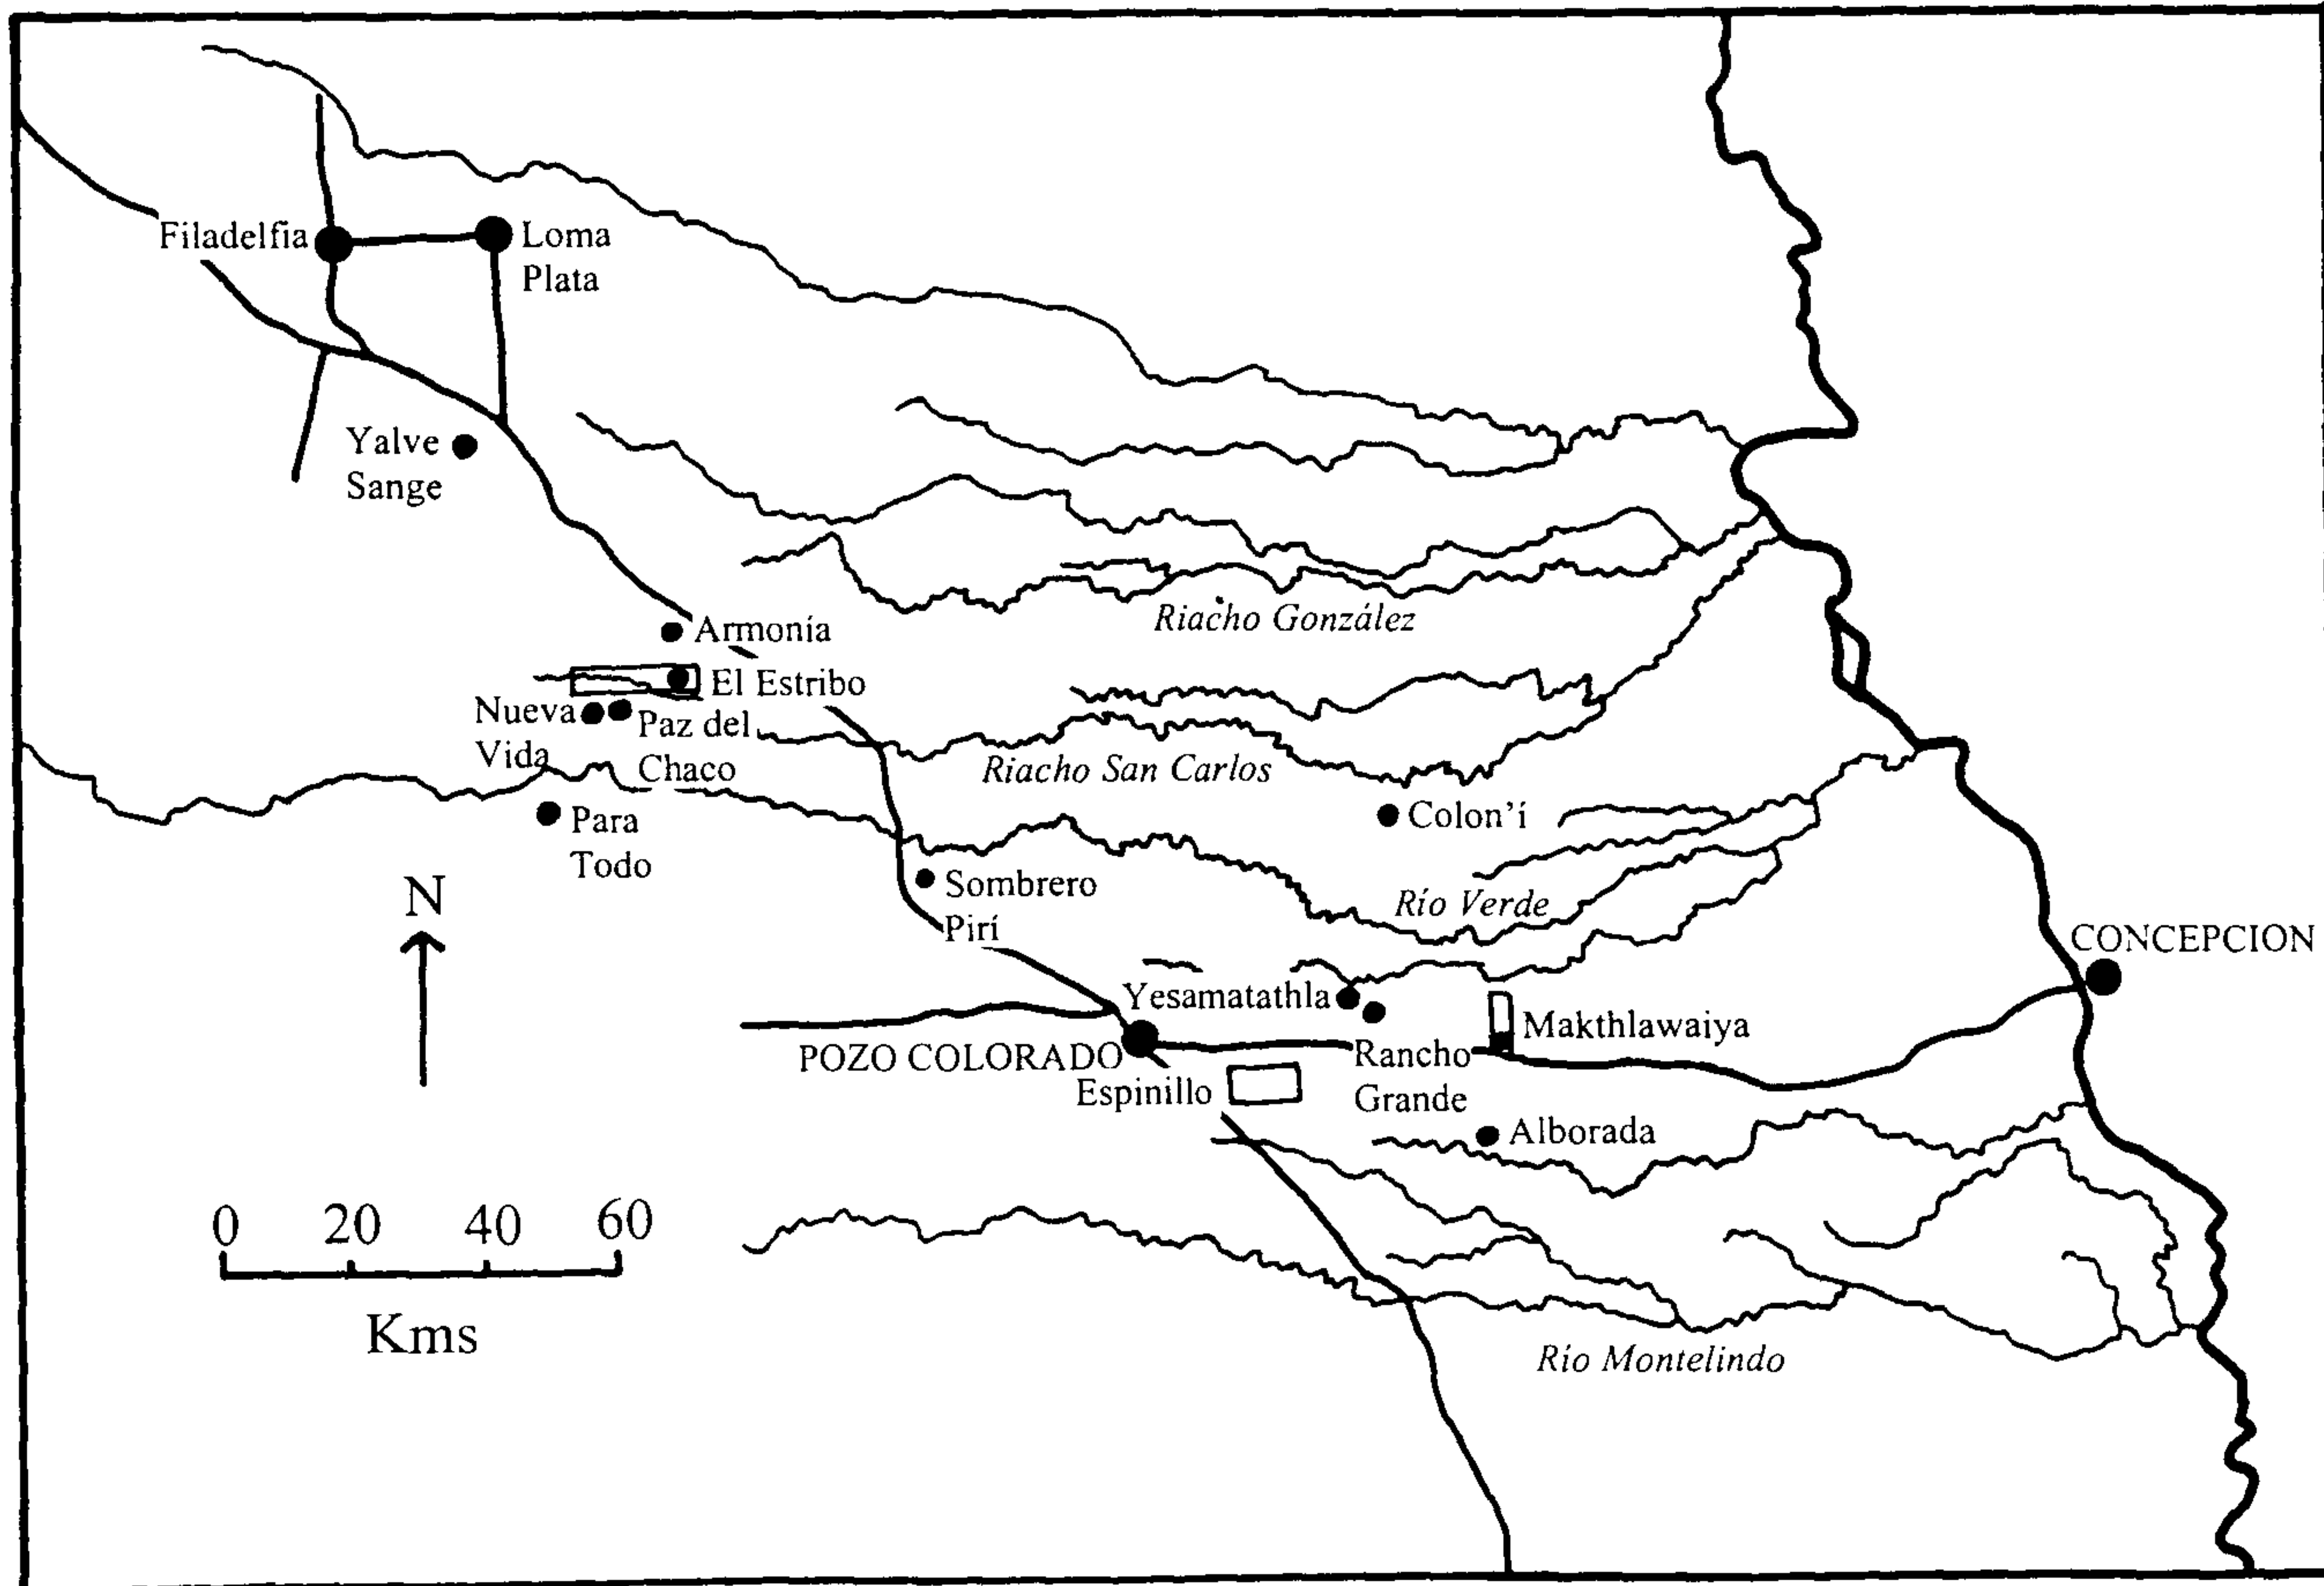 Filadelfia
Loma
Plata
Yalve
Sange
Armonía
El Estribo
Nueva
Vida
Paz del
Chaco
Para
Todo
Riacho González
Riacho San Carlos
Colon'í
Sombrero
Pirí
Río Verde
CONCEPCION
N
Yesamatathla
Makthlawaiya
POZO COLORADO
Rancho
Grande
Espinillo
Alborada
0 20 40 60
Kms
Río Montelindo